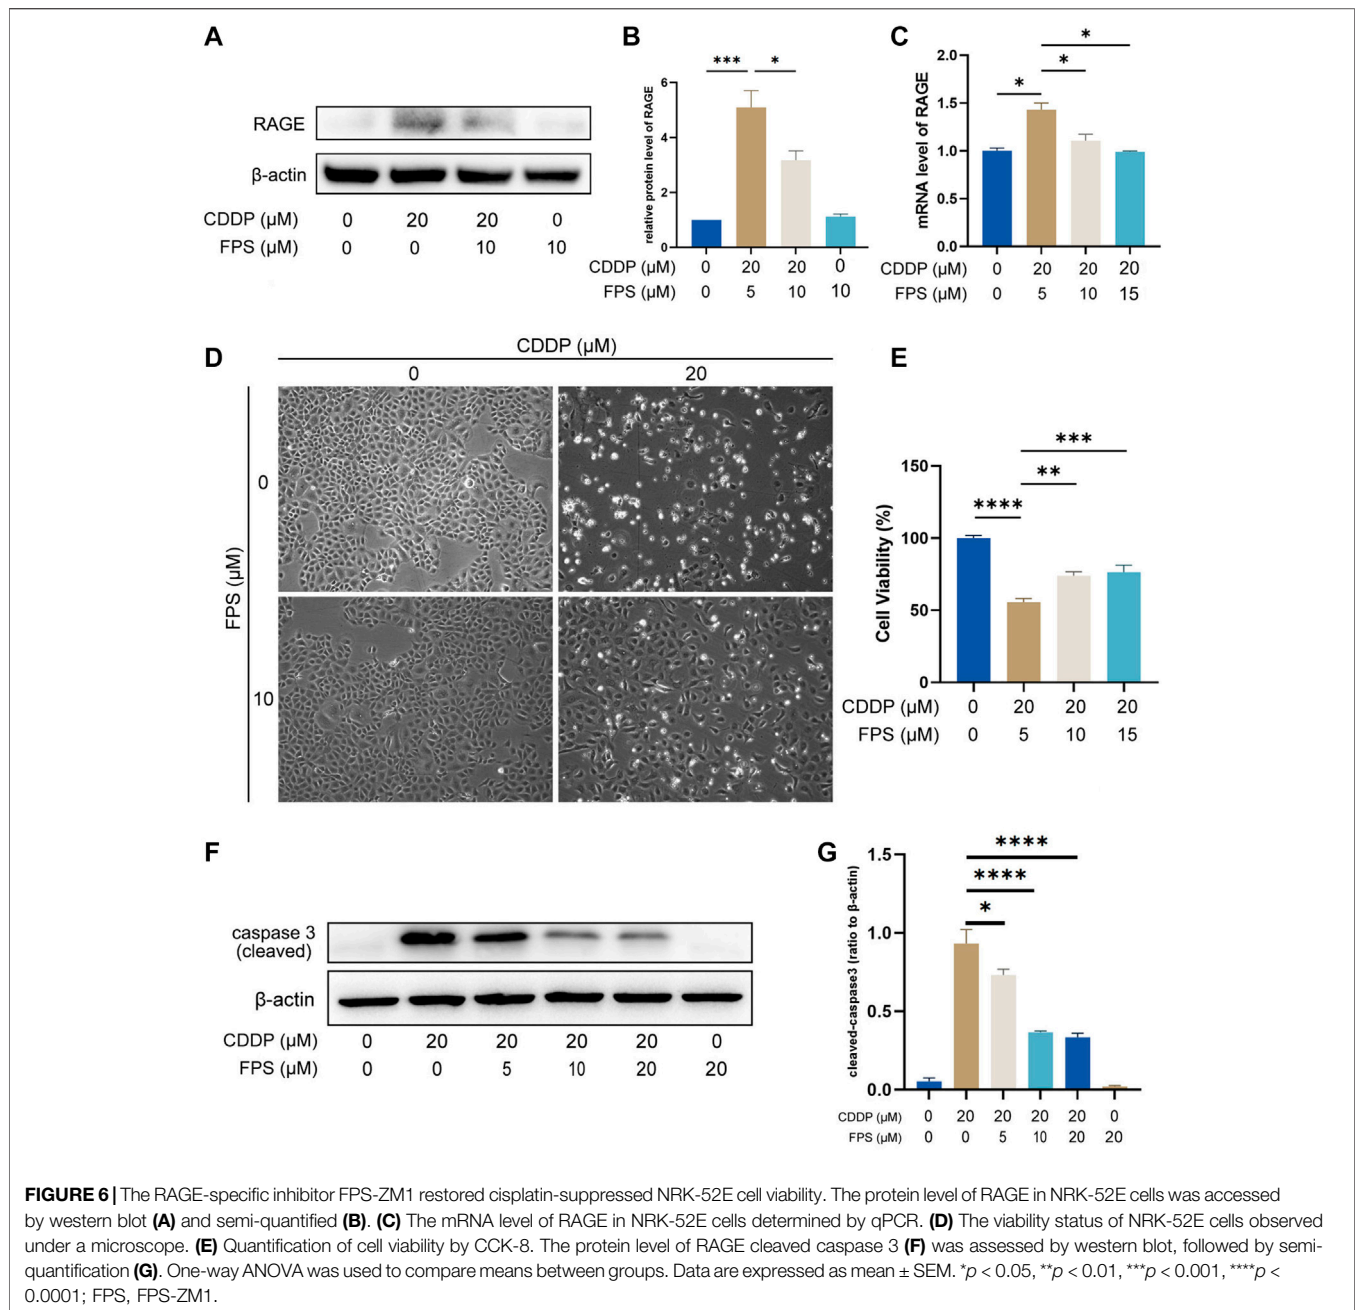 A
RAGE
β-actin
CDDP (µM) 0 20 20 0
FPS (µM) 0 0 10 10
B
*** *
relative protein level of RAGE
6
4
2
0
CDDP (µM) 0 20 20 0
FPS (µM) 0 5 10 10
C
*
*
*
mRNA level of RAGE
2.0
1.5
1.0
0.5
0.0
CDDP (µM) 0 20 20 20
FPS (µM) 0 5 10 15
D
CDDP (µM)
0 20
FPS (µM)
0
10
E
***
**
****
Cell Viability (%)
150
100
50
0
CDDP (µM) 0 20 20 20
FPS (µM) 0 5 10 15
F
caspase 3
(cleaved)
β-actin
CDDP (µM) 0 20 20 20 20 0
FPS (µM) 0 0 5 10 20 20
G
****
****
*
cleaved-caspase3 (ratio to β-actin)
1.5
1.0
0.5
0.0
CDDP (µM) 0 20 20 20 20 0
FPS (µM) 0 0 5 10 20 20
FIGURE 6 | The RAGE-specific inhibitor FPS-ZM1 restored cisplatin-suppressed NRK-52E cell viability. The protein level of RAGE in NRK-52E cells was accessed
by western blot (A) and semi-quantified (B). (C) The mRNA level of RAGE in NRK-52E cells determined by qPCR. (D) The viability status of NRK-52E cells observed
under a microscope. (E) Quantification of cell viability by CCK-8. The protein level of RAGE cleaved caspase 3 (F) was assessed by western blot, followed by semi-
quantification (G). One-way ANOVA was used to compare means between groups. Data are expressed as mean ± SEM. *p < 0.05, **p < 0.01, ***p < 0.001, ****p <
0.0001; FPS, FPS-ZM1.